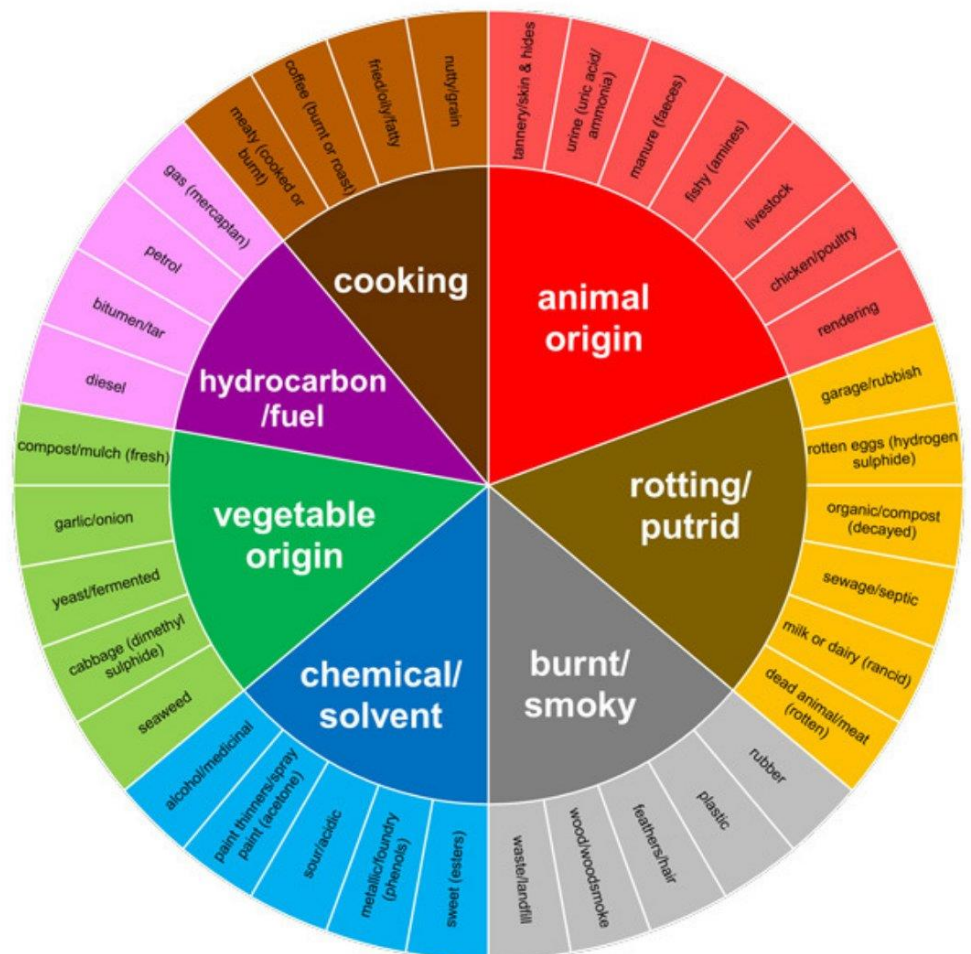 cooking
meaty (cooked or
burnt)
coffee (burnt or
burnt or roast)
fried/oily/fatty
nutty/grain
animal
origin
tannery/skin & hides
urine (uric acid/
ammonia)
manure (faeces)
fishy (amines)
livestock
chicken/poultry
rendering
rotting/
putrid
garage/rubbish
rotten eggs (hydrogen
sulphide)
organic/compost
(decayed)
sewage/septic
milk or dairy (rancid)
dead animal/meat
(rotten)
burnt/
smoky
rubber
plastic
feathers/hair
wood/woodsmoke
waste/landfill
chemical/
solvent
sweet (esters)
metallic/foundry
(phenols)
sour/acidic
paint thinners/spray
paint (acetone)
alcohol/medicinal
vegetable
origin
seaweed
cabbage (dimethyl
sulphide)
yeast/fermented
garlic/onion
compost/mulch (fresh)
hydrocarbon
/fuel
diesel
bitumen/tar
petrol
gas (mercaptan)